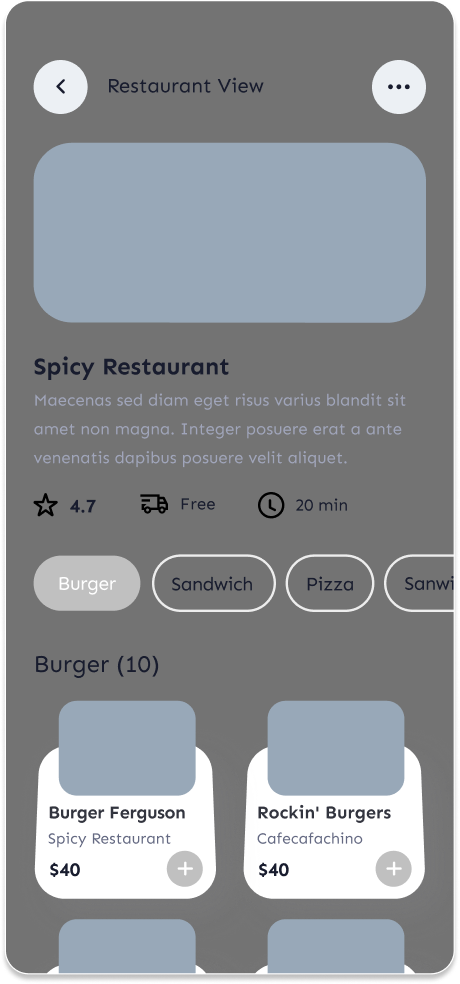 Restaurant View
Spicy Restaurant
Maecenas sed diam eget risus varius blandit sit
amet non magna. Integer posuere erat a ante
venenatis dapibus posuere velit aliquet.
4.7 Free 20 min
Burger Sandwich Pizza Sanwi
Burger (10)
Burger Ferguson
Spicy Restaurant
$40
Rockin' Burgers
Cafecafachino
$40